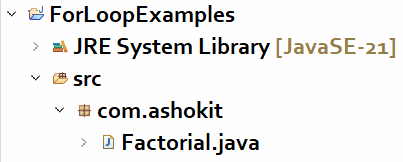 ForLoopExamples
JRE System Library [JavaSE-21]
src
com.ashokit
Factorial.java